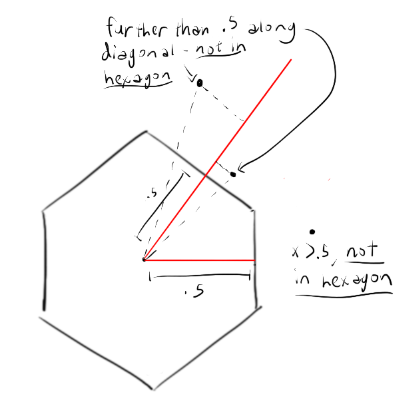 further than .5 along
diagonal - not in
hexagon
.5
x >.5, not
in hexagon
.5